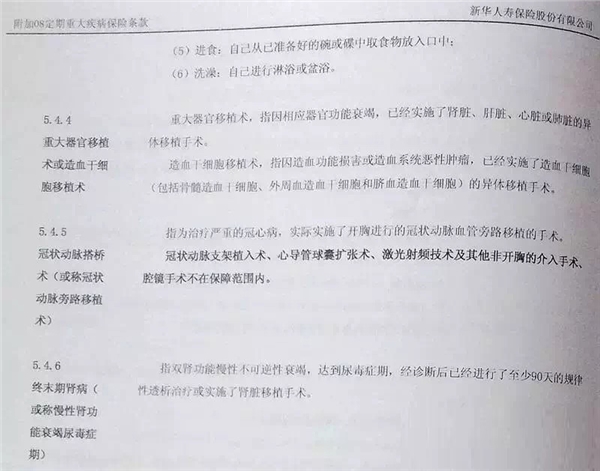 附加08定期重大疾病保险条款
新华人寿保险股份有限公司
（5）进食：自己从已准备好的碗或碟中取食物放入口中；
（6）洗澡：自己进行淋浴或盆浴。
5.4.4
重大器官移植
术或造血干细
胞移植术
重大器官移植术，指因相应器官功能衰竭，已经实施了肾脏、肝脏、心脏或肺脏的异
体移植手术。
造血干细胞移植术，指因造血功能损害或造血系统恶性肿瘤，已经实施了造血干细胞
（包括骨髓造血干细胞、外周血造血干细胞和脐血造血干细胞）的异体移植手术。
5.4.5
冠状动脉搭桥
术（或称冠状
动脉旁路移植
术）
指为治疗严重的冠心病，实际实施了开胸进行的冠状动脉血管旁路移植的手术。
冠状动脉支架植入术、心导管球囊扩张术、激光射频技术及其他非开胸的介入手术、
腔镜手术不在保障范围内。
5.4.6
终末期肾病（
或称慢性肾功
能衰竭尿毒症
期）
指双肾功能慢性不可逆性衰竭，达到尿毒症期，经诊断后已经进行了至少90天的规律
性透析治疗或实施了肾脏移植手术。